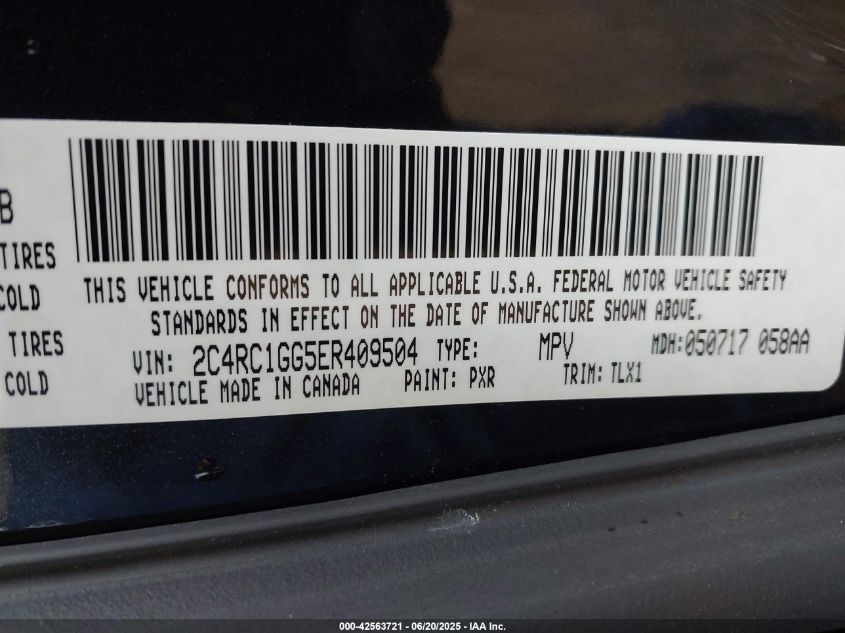 B
TIRES
COLD
TIRES
COLD
THIS VEHICLE CONFORMS TO ALL APPLICABLE U.S.A. FEDERAL MOTOR VEHICLE SAFETY
STANDARDS IN EFFECT ON THE DATE OF MANUFACTURE SHOWN ABOVE.
VIN: 2C4RC1GG5ER409504 TYPE: MPV MDH:050717 058AA
VEHICLE MADE IN CANADA PAINT: PXR TRIM: TLX1
000-42563721 | 06/20/2025 - IAA Inc.